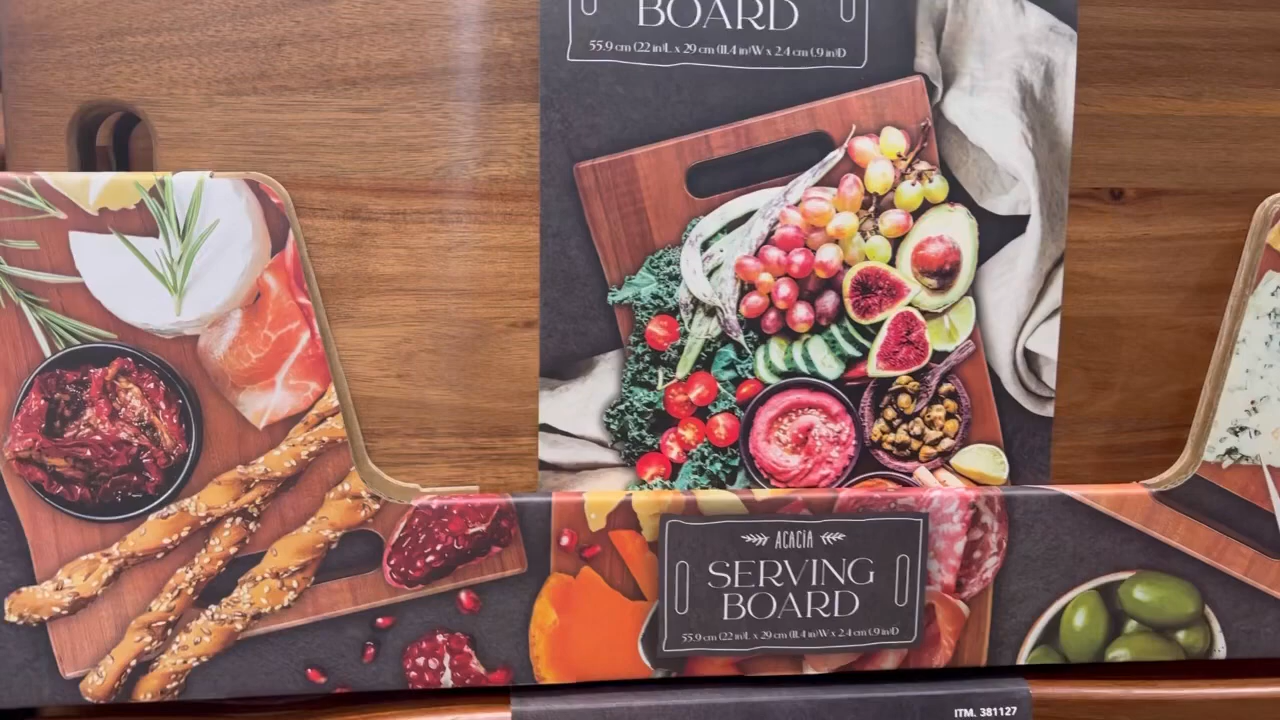 BOARD
55.9 cm (22 in)L x 29 cm (11.4 in)W x 2.4 cm (.9 in)D
ACACIA
SERVING
BOARD
55.9 cm (22 in)L x 29 cm (11.4 in)W x 2.4 cm (.9 in)D
ITM. 381127